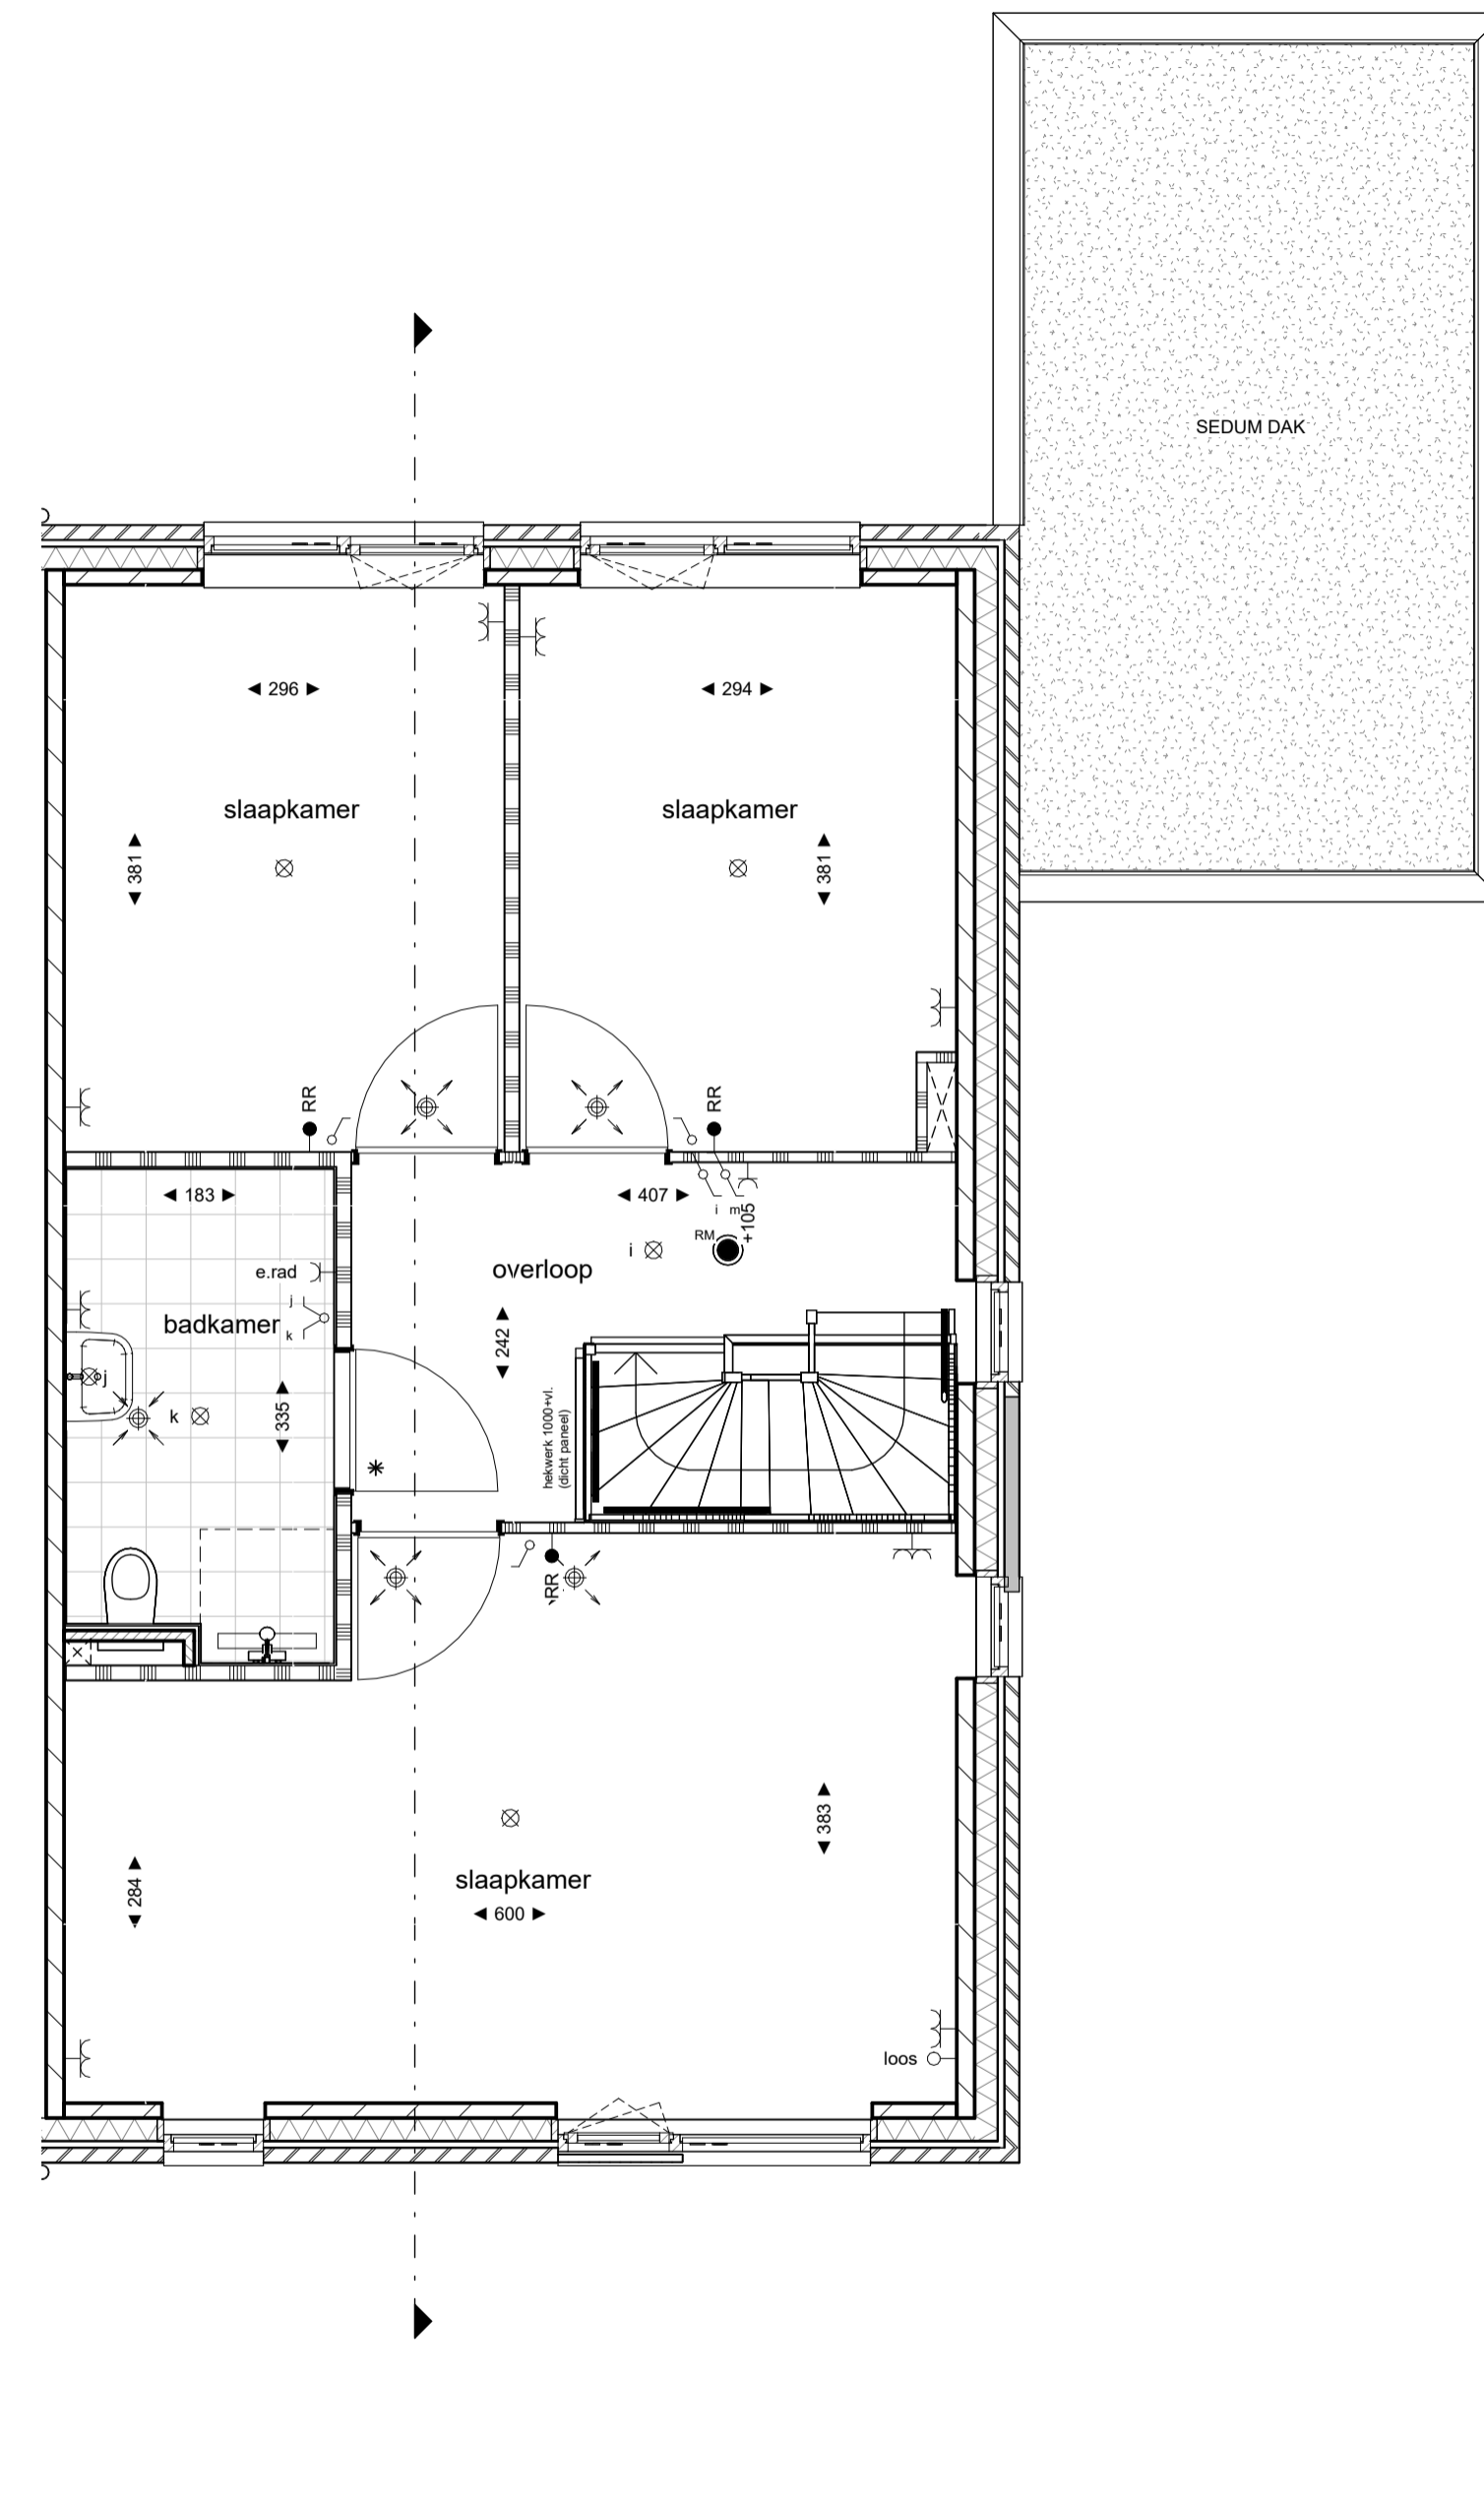 SEDUM DAK
296
294
slaapkamer
slaapkamer
381
381
RR
RR
183
407
i
m
+105
RM
i
e.rad
overloop
j
badkamer
k
242
j
k
335
hekwerk 1000+vl.
(dicht paneel)
RR
383
slaapkamer
284
600
loos